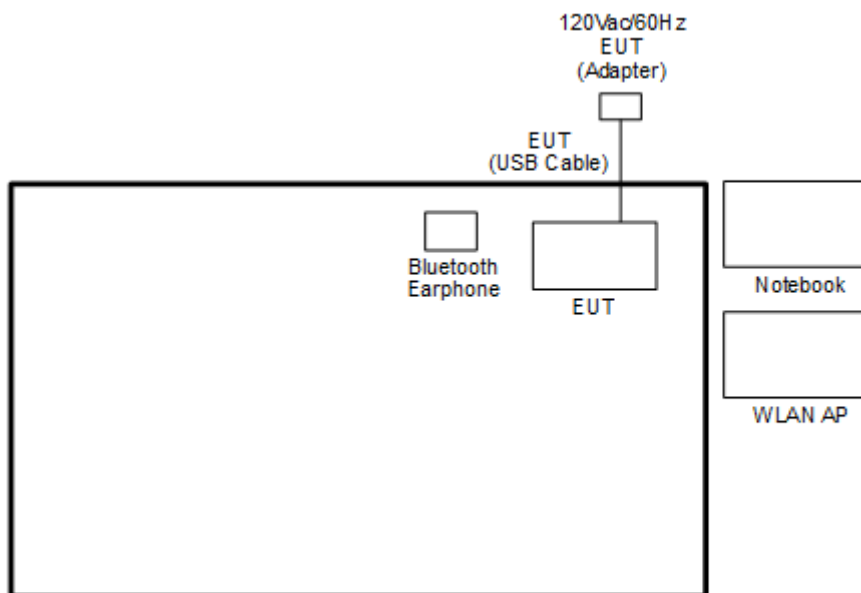 120Vac/60Hz
EUT
(Adapter)
EUT
(USB Cable)
Bluetooth
Earphone
EUT
Notebook
WLAN AP